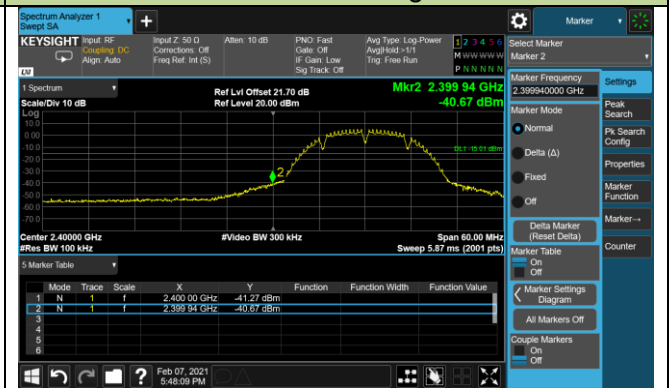 Spectrum Analyzer 1
Swept SA
+
Marker
KEYSIGHT
Input: RF
Coupling: DC
Align: Auto
Input Z: 50 Ω
Corrections: Off
Freq Ref: Int (S)
Atten: 10 dB
PNO: Fast
Gate: Off
IF Gain: Low
Sig Track: Off
Avg Type: Log-Power
Avg|Hold:>1/1
Trig: Free Run
1 2 3 4 5 6
M W W W W W
P N N N N N
LXI
Select Marker
Marker 2
1 Spectrum
Scale/Div 10 dB
Log
Ref Lvl Offset 21.70 dB
Ref Level 20.00 dBm
Mkr2 2.399 94 GHz
-40.67 dBm
10.0
0.00
-10.0
-20.0
-30.0
-40.0
-50.0
-60.0
-70.0
2
DL1 -15.01 dBm
Center 2.40000 GHz
#Res BW 100 kHz
#Video BW 300 kHz
Span 60.00 MHz
Sweep 5.87 ms (2001 pts)
5 Marker Table
Mode Trace Scale X Y Function Function Width Function Value
1 N 1 f 2.400 00 GHz -41.27 dBm
2 N 1 f 2.399 94 GHz -40.67 dBm
3
4
5
6
Marker Frequency
2.399940000 GHz
Marker Mode
Normal
Delta (Δ)
Fixed
Off
Delta Marker
(Reset Delta)
Marker Table
On
Off
Marker Settings
Diagram
All Markers Off
Couple Markers
On
Off
Settings
Peak
Search
Pk Search
Config
Properties
Marker
Function
Marker→
Counter
?
Feb 07, 2021
5:48:09 PM